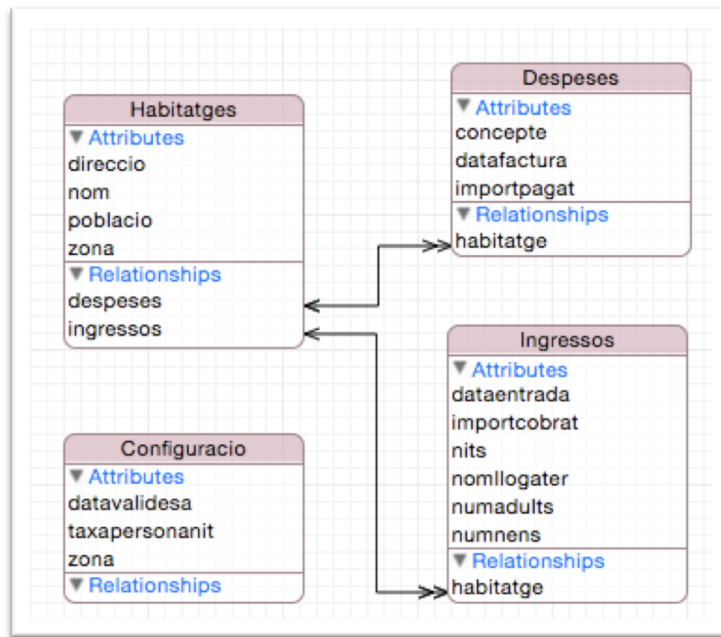 Habitatges
Attributes
direccio
nom
poblacio
zona
Relationships
despeses
ingressos
Despeses
Attributes
concepte
datafactura
importpagat
Relationships
habitatge
Configuracio
Attributes
datavalidesa
taxapersonanit
zona
Relationships
Ingressos
Attributes
dataentrada
importcobrat
nits
nomllogater
numadults
numnens
Relationships
habitatge